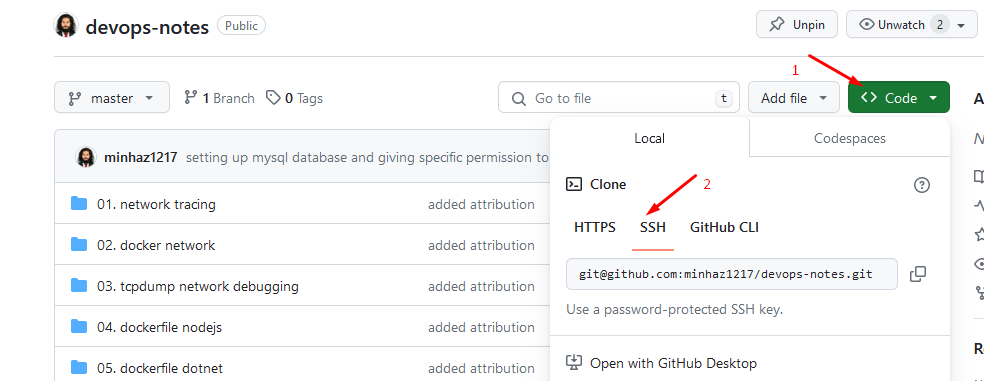 devops-notes Public Unpin Unwatch 2
1
master 1 Branch 0 Tags Go to file t Add file Code
Local Codespaces
minhaz1217 setting up mysql database and giving specific permission to
Clone 2
01. network tracing added attribution
HTTPS SSH GitHub CLI
02. docker network added attribution
git@github.com:minhaz1217/devops-notes.git
03. tcpdump network debugging added attribution
Use a password-protected SSH key.
04. dockerfile nodejs added attribution
Open with GitHub Desktop
05. dockerfile dotnet added attribution